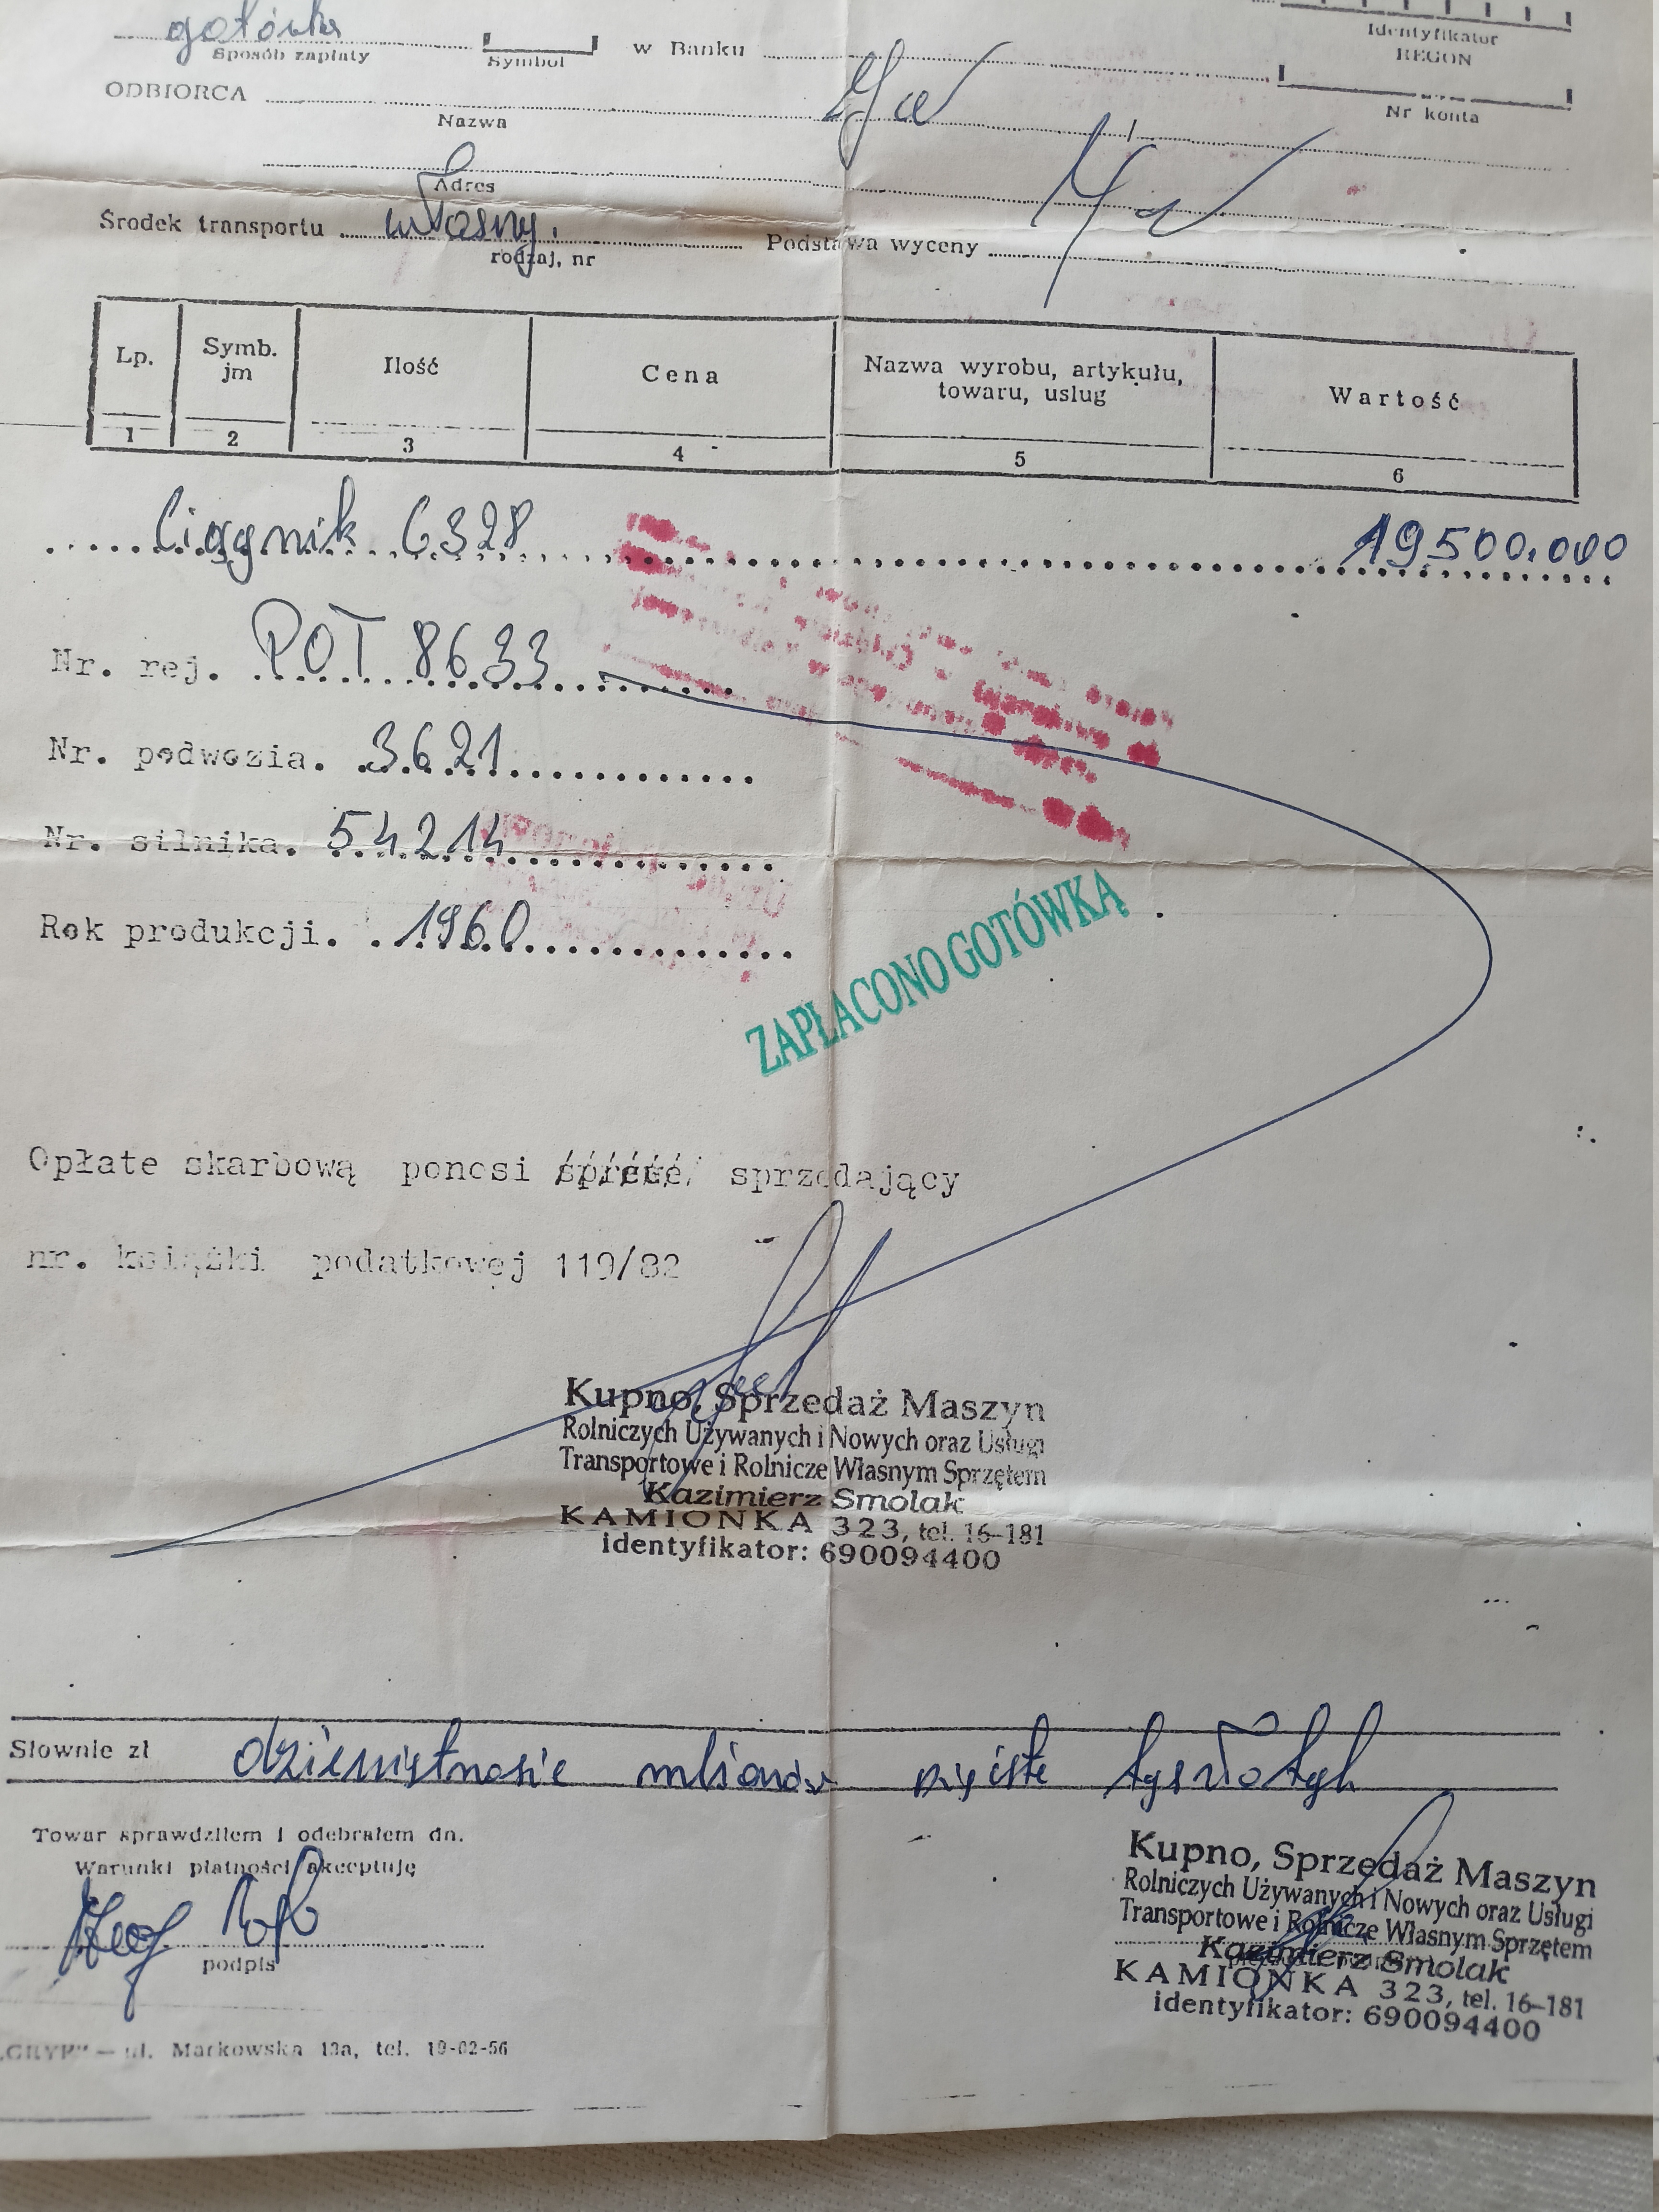 gotówka
Sposób zapłaty
Symbol
w Banku
Identyfikator
REGON
ODBIORCA
Nazwa
Nr konta
Adres
Środek transportu własny. Podstawa wyceny
rodzaj, nr
Lp. Symb. jm Ilość Cena Nazwa wyrobu, artykułu, towaru, usług Wartość
1 2 3 4 5 6
Ciągnik C328 19.500.000
Nr. rej. POT 8633
Nr. podwozia. 3621
Nr. silnika. 54214
Rok produkcji. 1960
ZAPŁACONO GOTÓWKĄ
Opłate skarbową ponosi sprzedający
nr. książki podatkowej 119/82
Kupno, Sprzedaż Maszyn
Rolniczych Używanych i Nowych oraz Usługi
Transportowe i Rolnicze Własnym Sprzętem
Kazimierz Smolak
KAMIONKA 323, tel. 16-181
identyfikator: 690094400
Słownie zł dziewiętnaście milionów pięćset tys złotych
Towar sprawdziłem i odebrałem dn.
Warunki płatności akceptuję
podpis
Kupno, Sprzedaż Maszyn
Rolniczych Używanych i Nowych oraz Usługi
Transportowe i Rolnicze Własnym Sprzętem
Kazimierz Smolak
KAMIONKA 323, tel. 16-181
identyfikator: 690094400
„GRYF" — ul. Markowska 13a, tel. 19-02-56